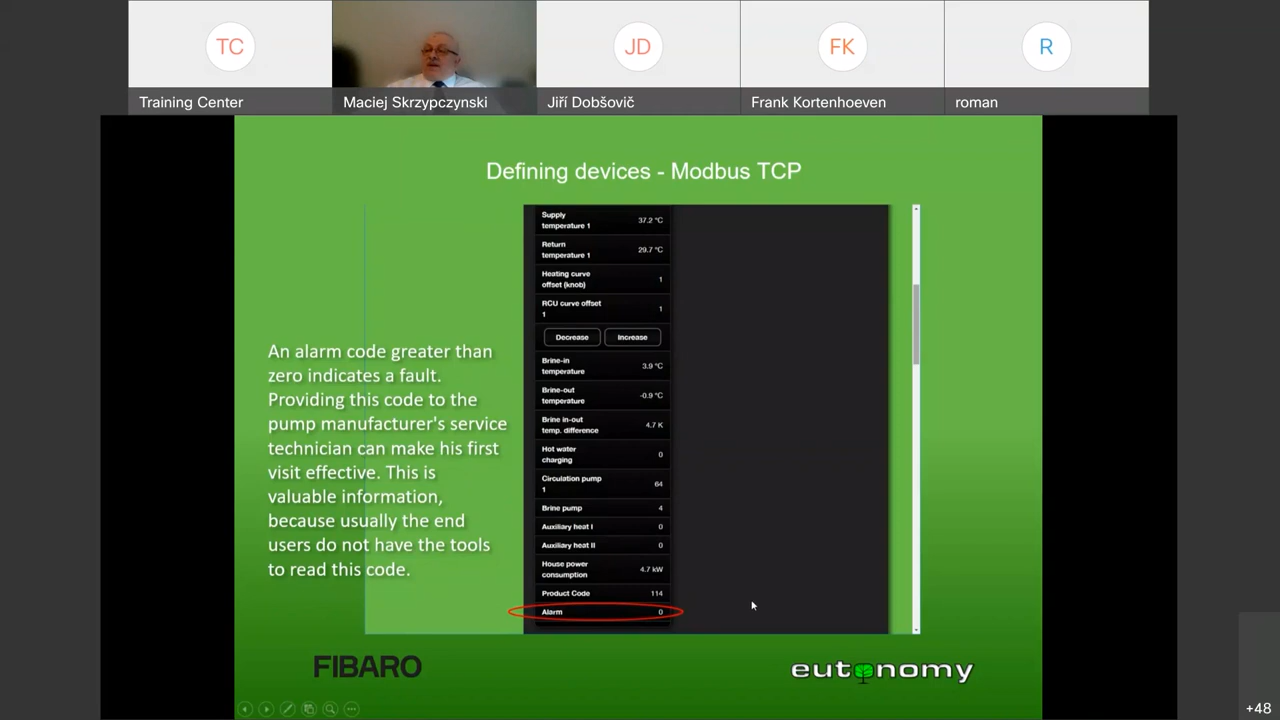 TC
JD
FK
R
Training Center
Maciej Skrzypczynski
Jiří Dobšovič
Frank Kortenhoeven
roman
Defining devices - Modbus TCP
An alarm code greater than
zero indicates a fault.
Providing this code to the
pump manufacturer's service
technician can make his first
visit effective. This is
valuable information,
because usually the end
users do not have the tools
to read this code.
Supply
temperature 1 37.2 °C
Return
temperature 1 29.7 °C
Heating curve
offset (knob) 1
RCU curve offset
1 1
Decrease Increase
Brine-in
temperature 3.9 °C
Brine-out
temperature -0.9 °C
Brine in-out
temp. difference 4.7 K
Hot water
charging 0
Circulation pump
1 64
Brine pump 4
Auxiliary heat I 0
Auxiliary heat II 0
House power
consumption 4.7 kW
Product Code 114
Alarm 0
FIBARO
eutonomy
+48